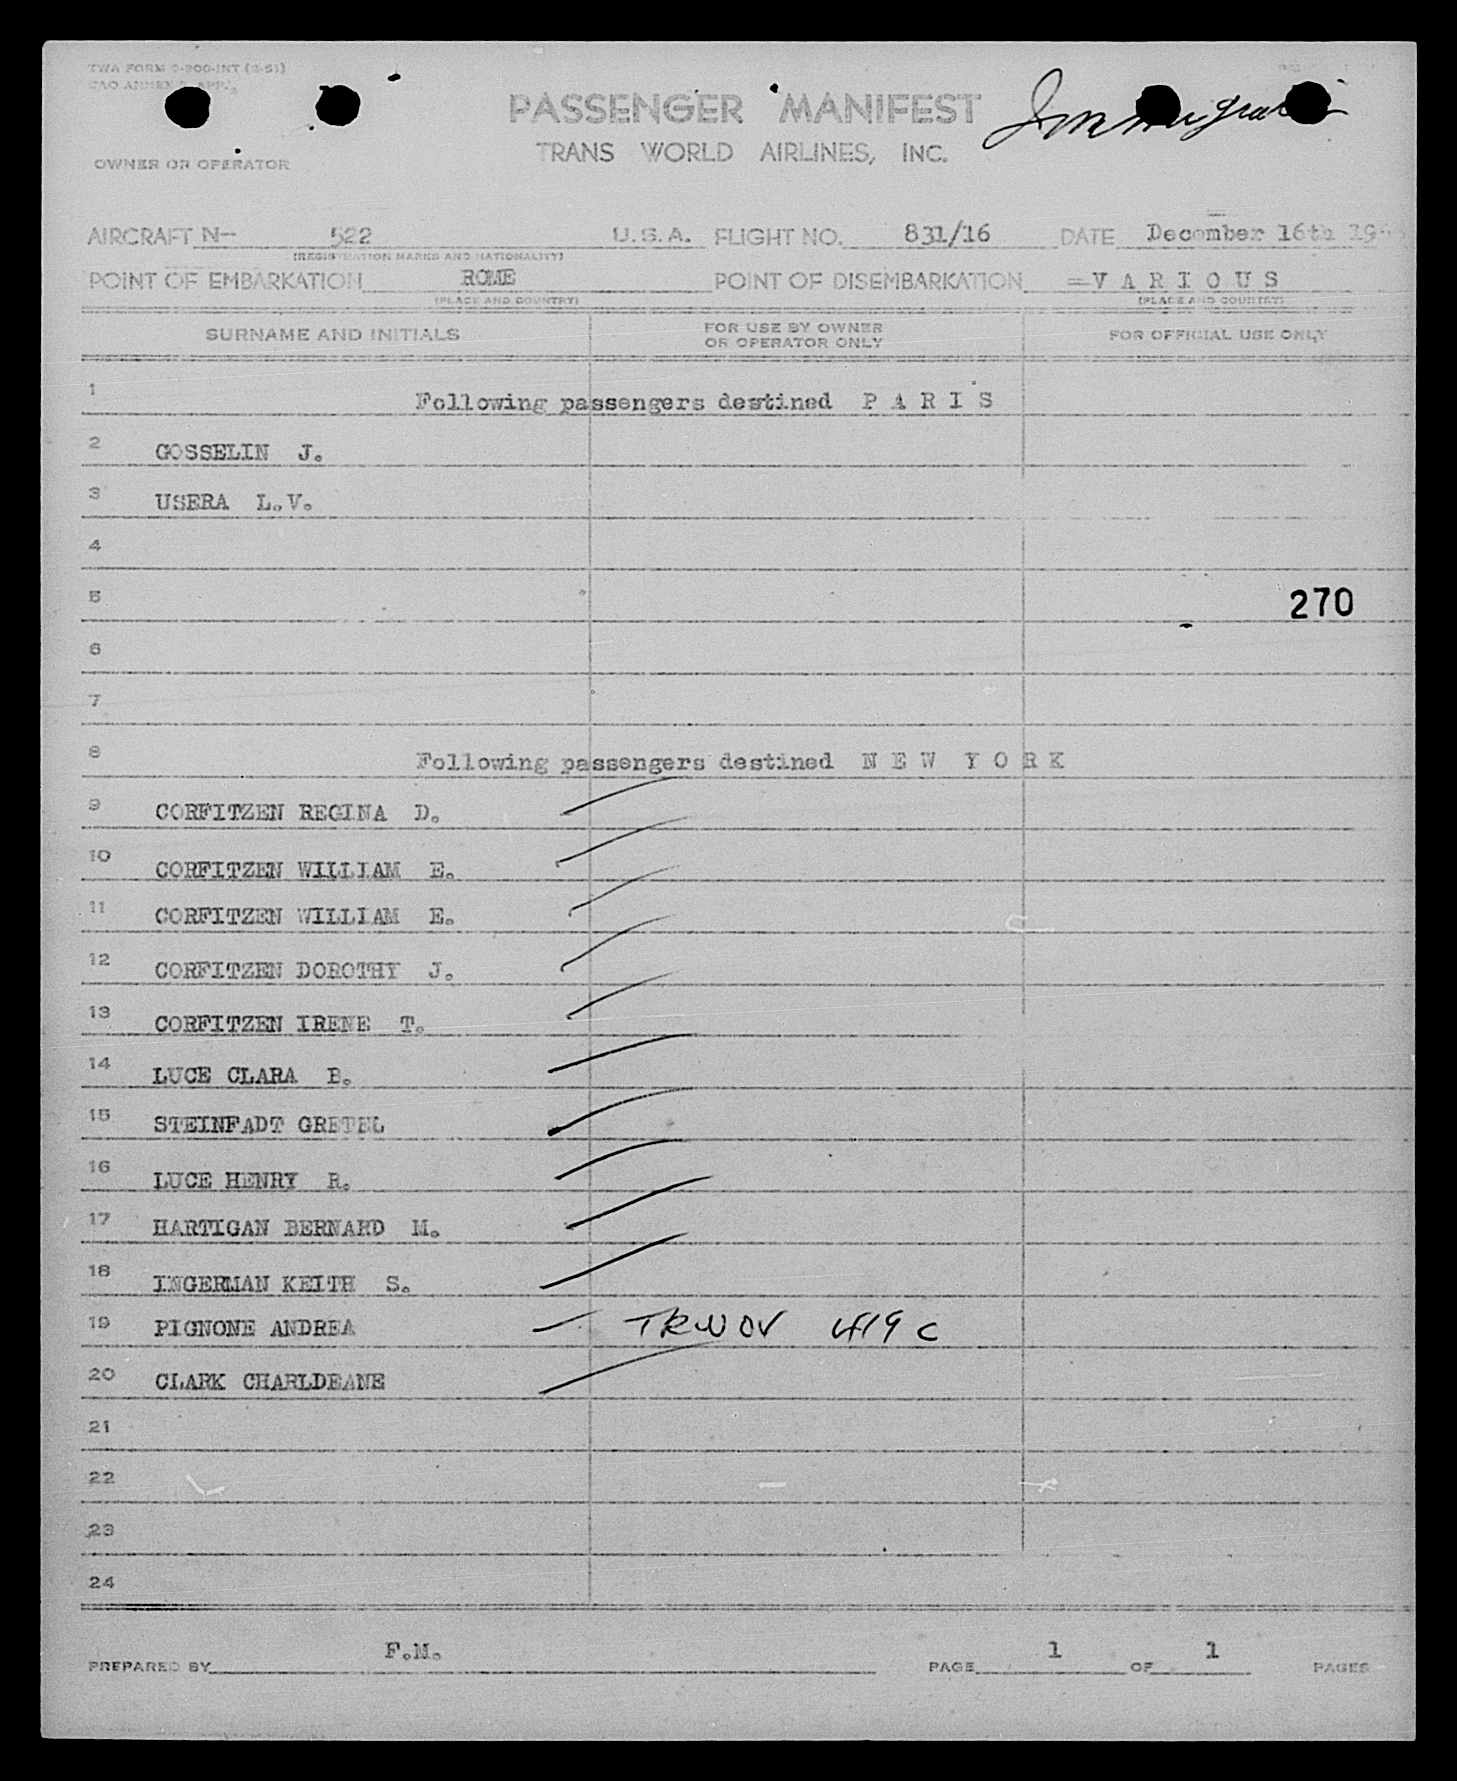 TWA FORM 0-200-INT (2-51)
PASSENGER MANIFEST
TRANS WORLD AIRLINES, INC.
OWNER OR OPERATOR
AIRCRAFT N- 522 U.S.A. FLIGHT NO. 831/16 DATE December 16th
(REGISTRATION MARKS AND NATIONALITY)
POINT OF EMBARKATION ROME POINT OF DISEMBARKATION =V A R I O U S
(PLACE AND COUNTRY) (PLACE AND COUNTRY)
SURNAME AND INITIALS FOR USE BY OWNER OR OPERATOR ONLY FOR OFFICIAL USE ONLY
1 Following passengers destined P A R I S
2 GOSSELIN J.
3 USERA L.V.
4
5 270
6
7
8 Following passengers destined N E W Y O R K
9 CORFITZEN REGINA D.
10 CORFITZEN WILLIAM E.
11 CORFITZEN WILLIAM E.
12 CORFITZEN DOROTHY J.
13 CORFITZEN IRENE T.
14 LUCE CLARA B.
15 STEINFADT GRETEL
16 LUCE HENRY R.
17 HARTIGAN BERNARD M.
18 INGERMAN KEITH S.
19 PIGNONE ANDREA TRWOV 419 C
20 CLARK CHARLDEANE
21
22
23
24
PREPARED BY F.M. PAGE 1 OF 1 PAGES